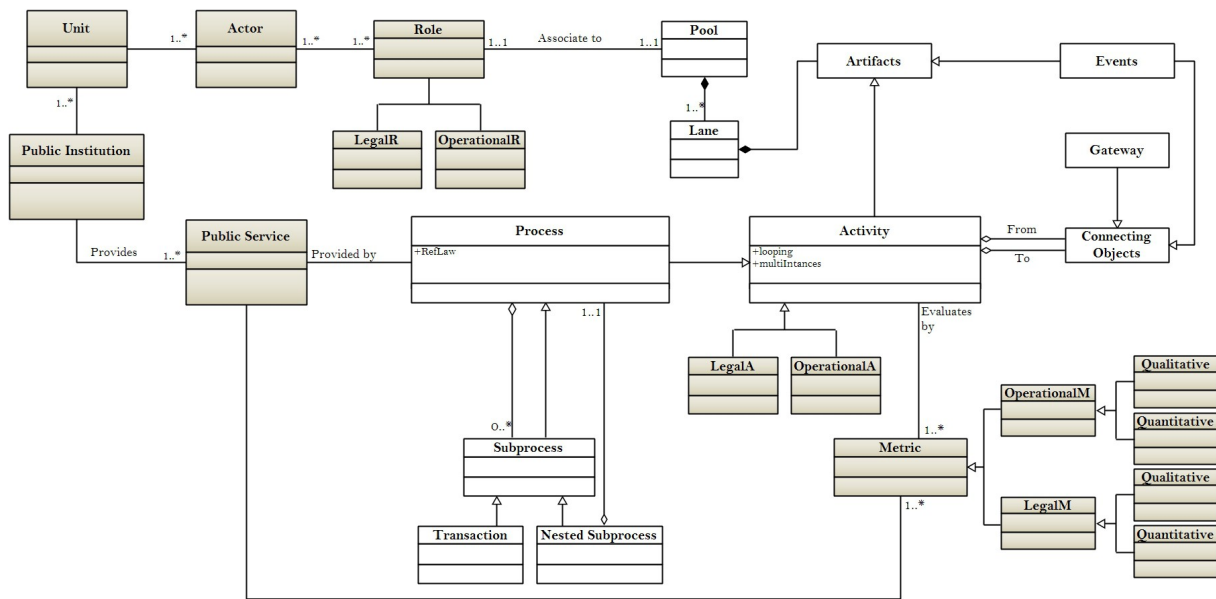 Unit
1..*
Actor
1..*
1..*
Role
1..1
Associate to
1..1
Pool
Artifacts
Events
1..*
1..*
Lane
LegalR
OperationalR
Public Institution
Gateway
Provides
1..*
Public Service
Provided by
Process
+RefLaw
Activity
+looping
+multiIntances
From
To
Connecting
Objects
1..1
Evaluates
by
LegalA
OperationalA
0..*
Subprocess
1..*
Metric
1..*
OperationalM
Qualitative
Quantitative
LegalM
Qualitative
Quantitative
Transaction
Nested Subprocess